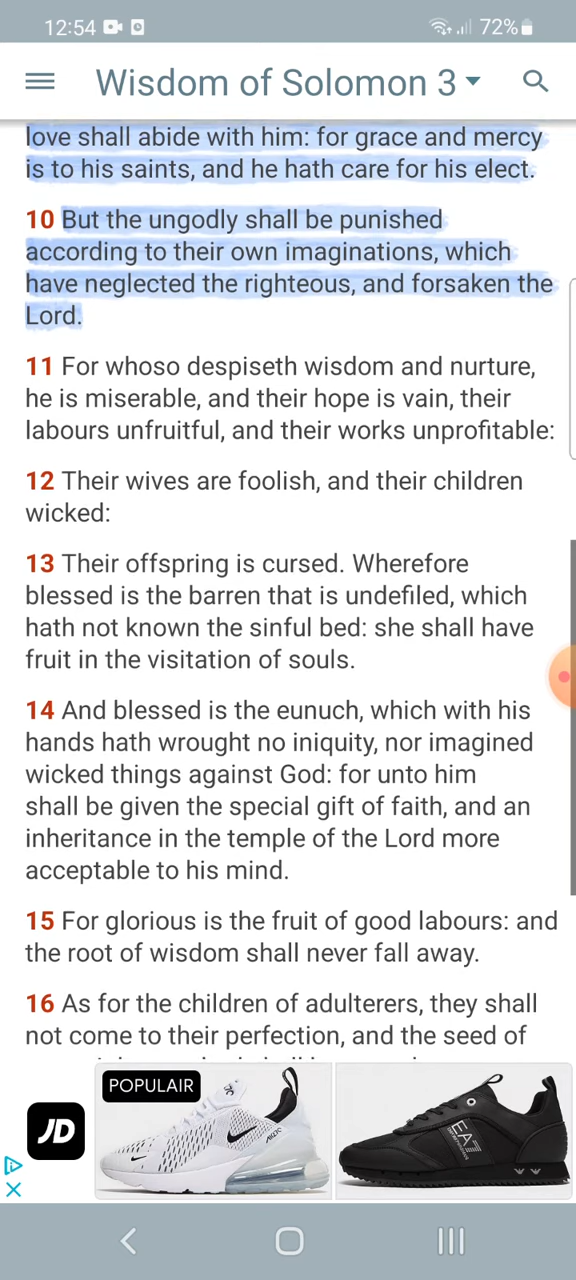 12:54
72%
Wisdom of Solomon 3
love shall abide with him: for grace and mercy
is to his saints, and he hath care for his elect.
10 But the ungodly shall be punished
according to their own imaginations, which
have neglected the righteous, and forsaken the
Lord.
11 For whoso despiseth wisdom and nurture,
he is miserable, and their hope is vain, their
labours unfruitful, and their works unprofitable:
12 Their wives are foolish, and their children
wicked:
13 Their offspring is cursed. Wherefore
blessed is the barren that is undefiled, which
hath not known the sinful bed: she shall have
fruit in the visitation of souls.
14 And blessed is the eunuch, which with his
hands hath wrought no iniquity, nor imagined
wicked things against God: for unto him
shall be given the special gift of faith, and an
inheritance in the temple of the Lord more
acceptable to his mind.
15 For glorious is the fruit of good labours: and
the root of wisdom shall never fall away.
16 As for the children of adulterers, they shall
not come to their perfection, and the seed of
POPULAIR
JD
EA7